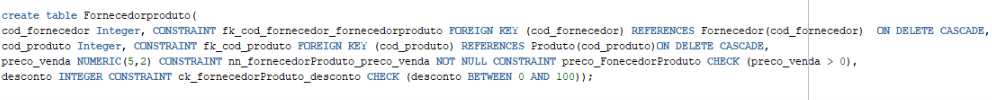 create table Fornecedorproduto(
cod_fornecedor Integer, CONSTRAINT fk_cod_fornecedor_fornecedorproduto FOREIGN KEY (cod_fornecedor) REFERENCES Fornecedor(cod_fornecedor)  ON DELETE CASCADE,
cod_produto Integer, CONSTRAINT fk_cod_produto FOREIGN KEY (cod_produto) REFERENCES Produto(cod_produto)ON DELETE CASCADE,
preco_venda NUMERIC(5,2) CONSTRAINT nn_fornecedorProduto_preco_venda NOT NULL CONSTRAINT preco_FonecedorProduto CHECK (preco_venda > 0),
desconto INTEGER CONSTRAINT ck_fornecedorProduto_desconto CHECK (desconto BETWEEN 0 AND 100));